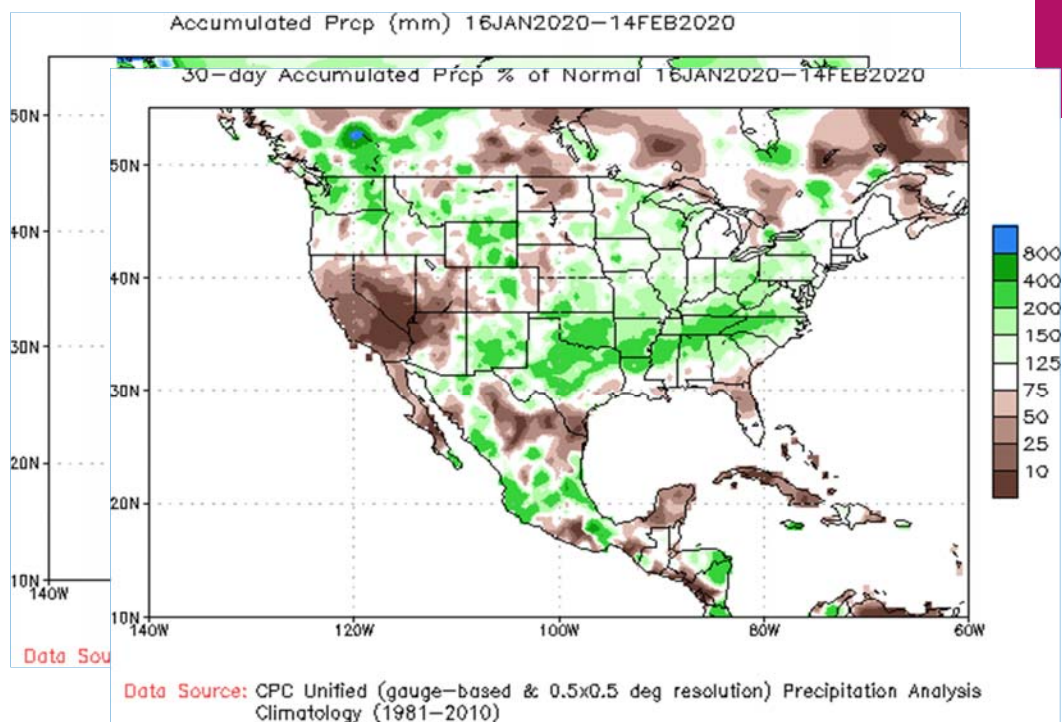 Accumulated Prcp (mm) 16JAN2020–14FEB2020
30-day Accumulated Prcp % of Normal 16JAN2020–14FEB2020
50N
40N
30N
20N
10N
140W
Data Sou
50N
40N
30N
20N
10N
140W 120W 100W 80W 60W
800
400
200
150
125
75
50
25
10
Data Source: CPC Unified (gauge-based & 0.5x0.5 deg resolution) Precipitation Analysis
Climatology (1981–2010)